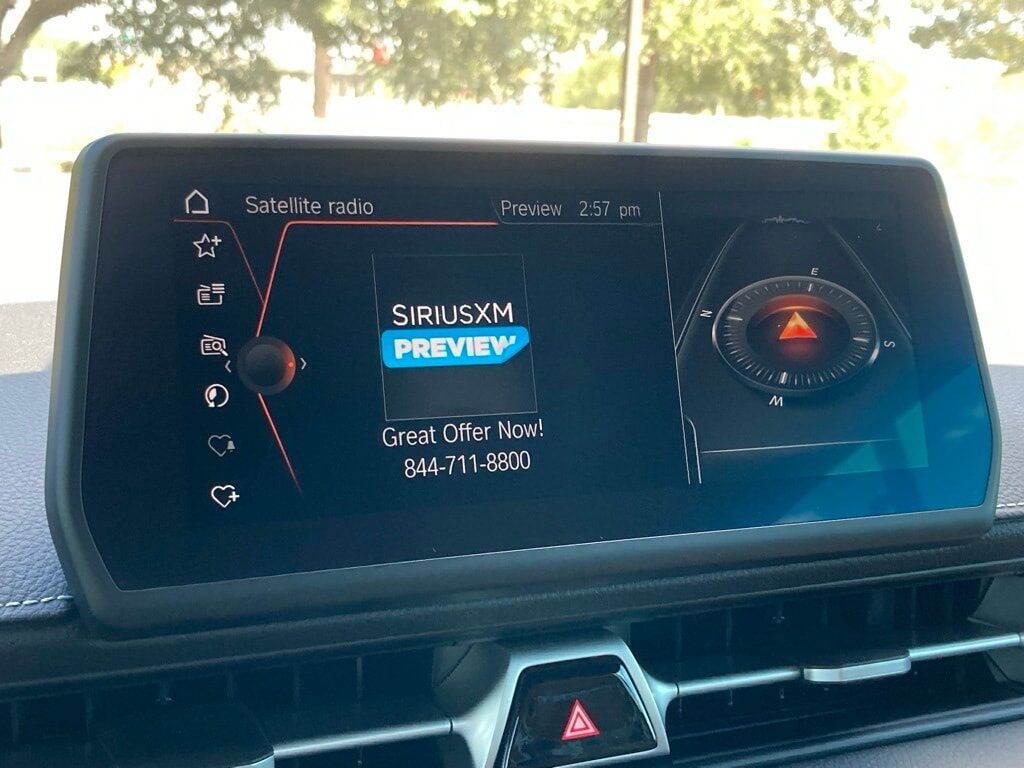 Satellite radio
Preview 2:57 pm
SIRIUSXM
PREVIEW
Great Offer Now!
844-711-8800
E
N
S
W